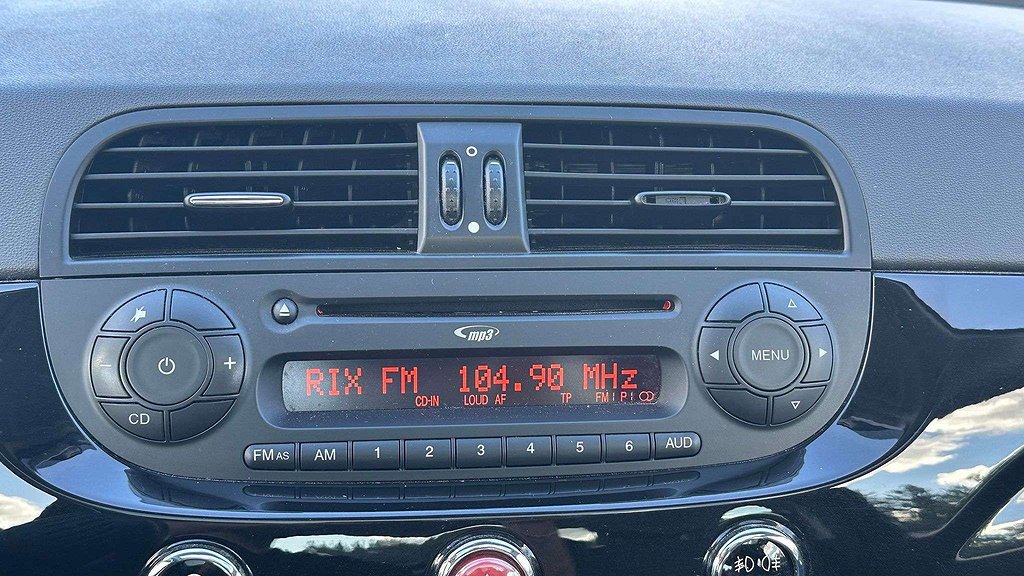 mp3
RIX FM 104.90 MHz
CD-IN LOUD AF TP FM
CD
MENU
FM AS AM 1 2 3 4 5 6 AUD